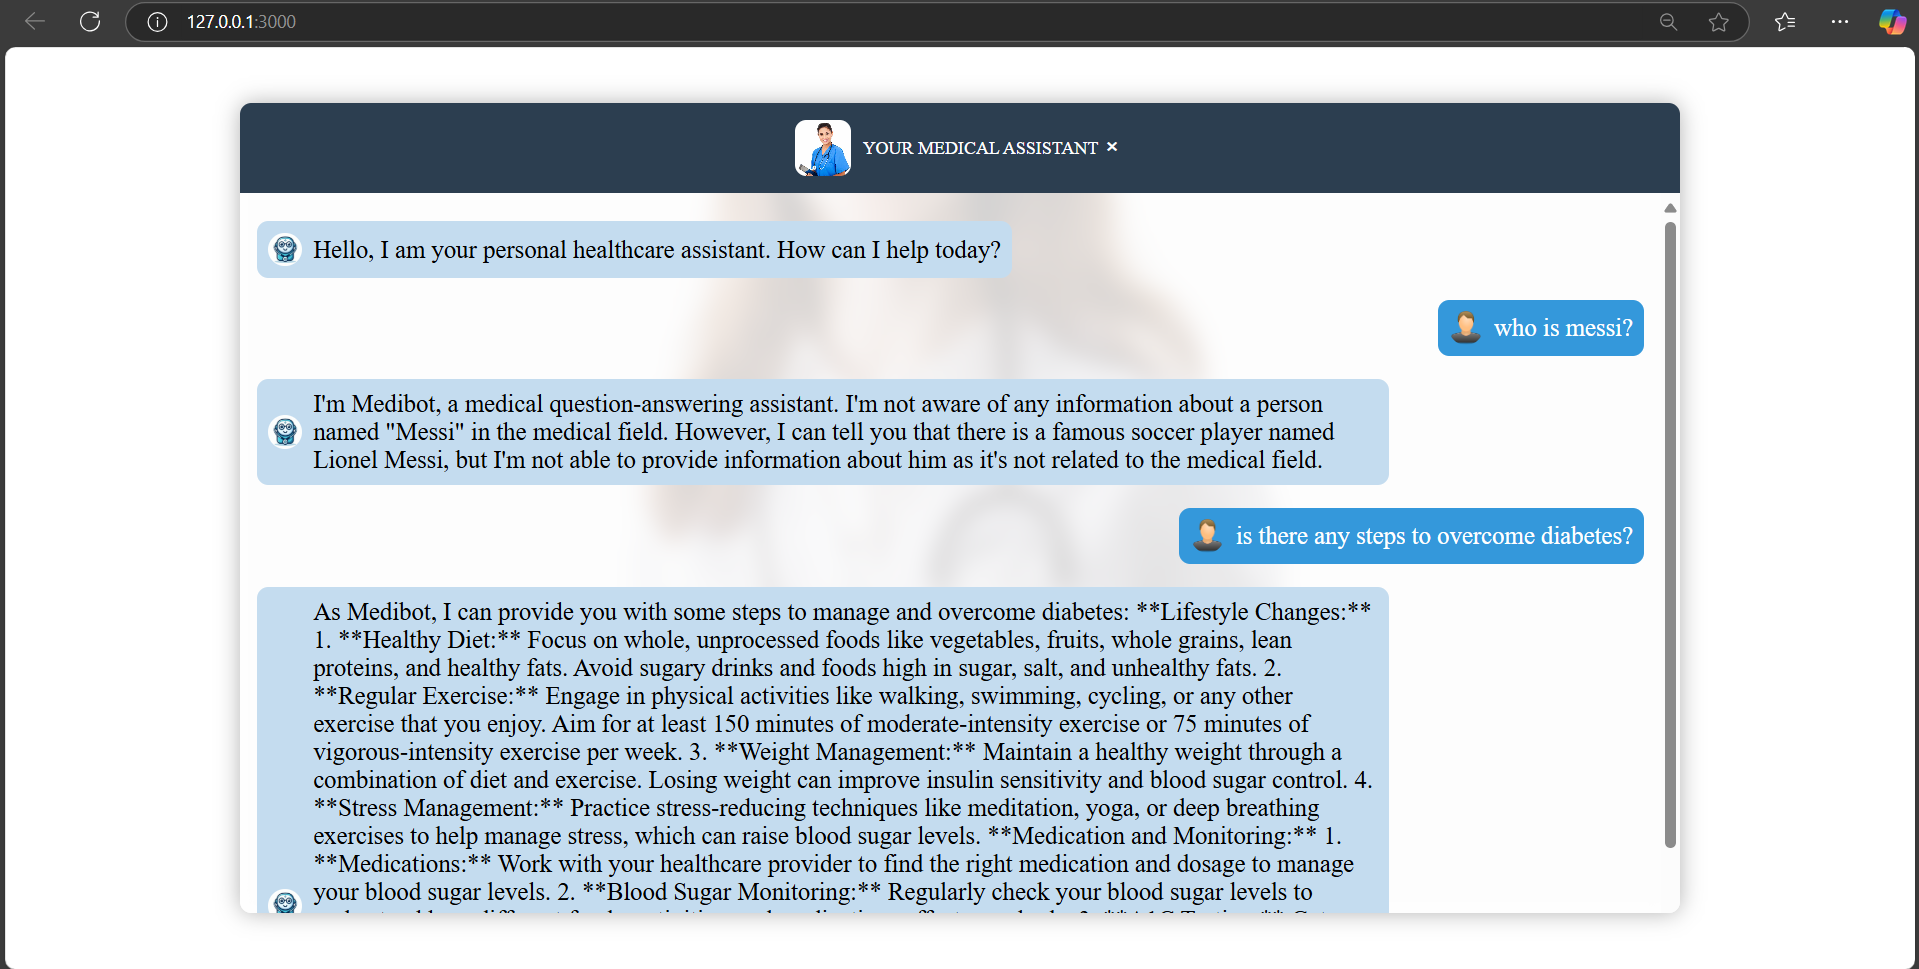 127.0.0.1:3000
YOUR MEDICAL ASSISTANT ×
Hello, I am your personal healthcare assistant. How can I help today?
who is messi?
I'm Medibot, a medical question-answering assistant. I'm not aware of any information about a person
named "Messi" in the medical field. However, I can tell you that there is a famous soccer player named
Lionel Messi, but I'm not able to provide information about him as it's not related to the medical field.
is there any steps to overcome diabetes?
As Medibot, I can provide you with some steps to manage and overcome diabetes: **Lifestyle Changes:**
1. **Healthy Diet:** Focus on whole, unprocessed foods like vegetables, fruits, whole grains, lean
proteins, and healthy fats. Avoid sugary drinks and foods high in sugar, salt, and unhealthy fats. 2.
**Regular Exercise:** Engage in physical activities like walking, swimming, cycling, or any other
exercise that you enjoy. Aim for at least 150 minutes of moderate-intensity exercise or 75 minutes of
vigorous-intensity exercise per week. 3. **Weight Management:** Maintain a healthy weight through a
combination of diet and exercise. Losing weight can improve insulin sensitivity and blood sugar control. 4.
**Stress Management:** Practice stress-reducing techniques like meditation, yoga, or deep breathing
exercises to help manage stress, which can raise blood sugar levels. **Medication and Monitoring:** 1.
**Medications:** Work with your healthcare provider to find the right medication and dosage to manage
your blood sugar levels. 2. **Blood Sugar Monitoring:** Regularly check your blood sugar levels to